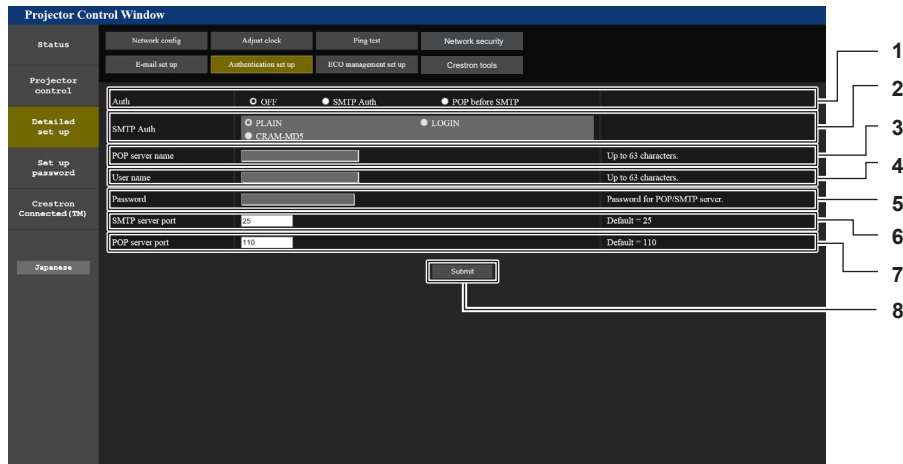 Projector Control Window
Status
Network config Adjust clock Ping test Network security
E-mail set up Authentication set up ECO management set up Crestron tools
Projector control
Detailed set up
Set up password
Crestron Connected(TM)
Japanese
Auth OFF SMTP Auth POP before SMTP
SMTP Auth PLAIN LOGIN
CRAM-MD5
POP server name Up to 63 characters.
User name Up to 63 characters.
Password Password for POP/SMTP server.
SMTP server port 25 Default = 25
POP server port 110 Default = 110
Submit
1
2
3
4
5
6
7
8